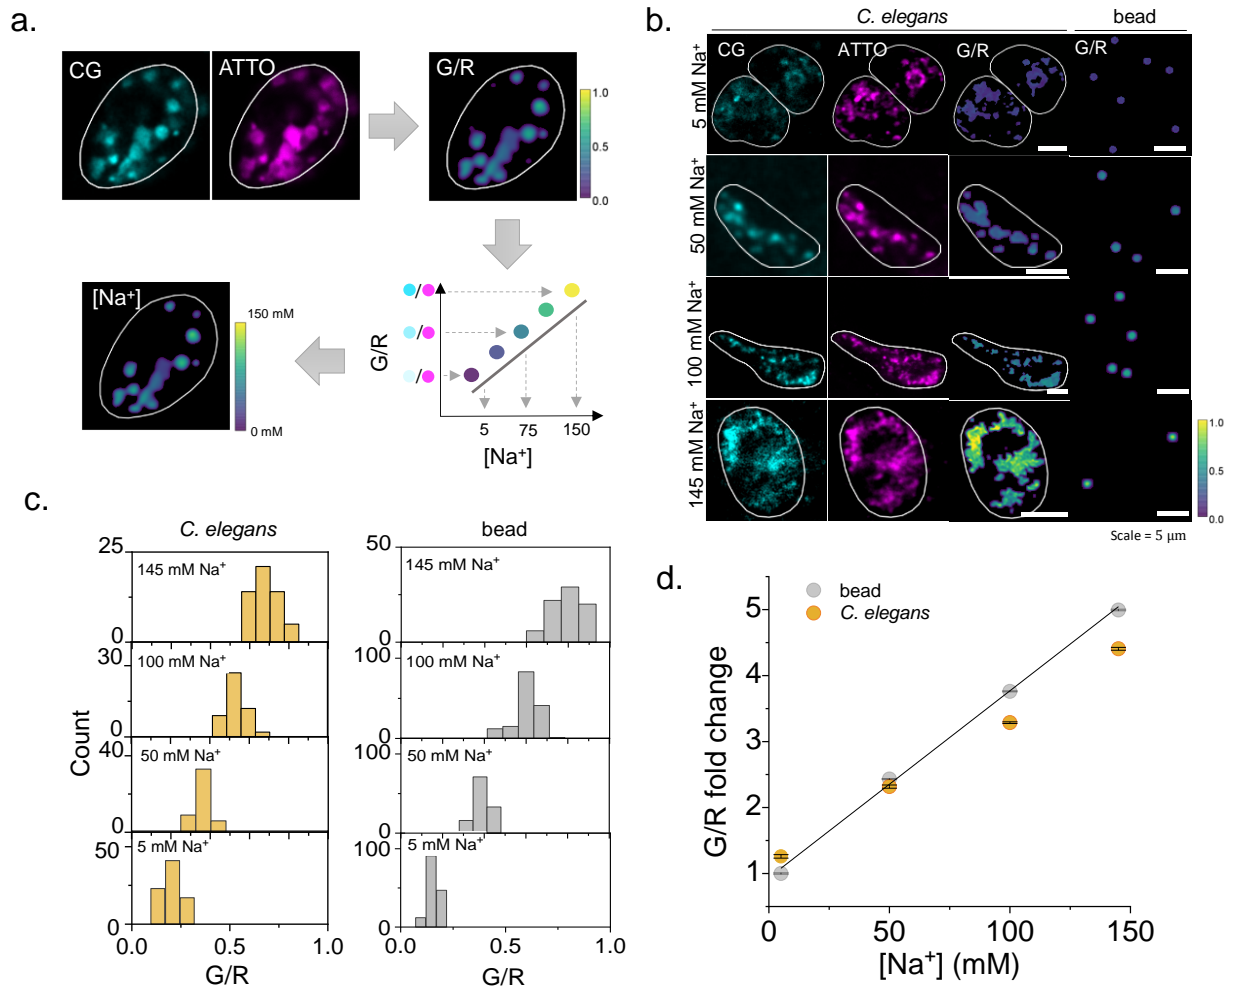 a.
CG
ATTO
G/R
1.0
0.5
0.0
[Na⁺]
150 mM
0 mM
G/R
/
/
/
5 75 150
[Na⁺]
b.
C. elegans
bead
CG
ATTO
G/R
G/R
5 mM Na⁺
50 mM Na⁺
100 mM Na⁺
145 mM Na⁺
1.0
0.5
0.0
Scale = 5 μm
c.
C. elegans
bead
Count
25
0
145 mM Na⁺
30
0
100 mM Na⁺
40
0
50 mM Na⁺
50
0
5 mM Na⁺
0.0 0.5 1.0
G/R
50
0
145 mM Na⁺
100
0
100 mM Na⁺
100
0
50 mM Na⁺
100
0
5 mM Na⁺
0.0 0.5 1.0
G/R
d.
bead
C. elegans
G/R fold change
5
4
3
2
1
0 50 100 150
[Na⁺] (mM)